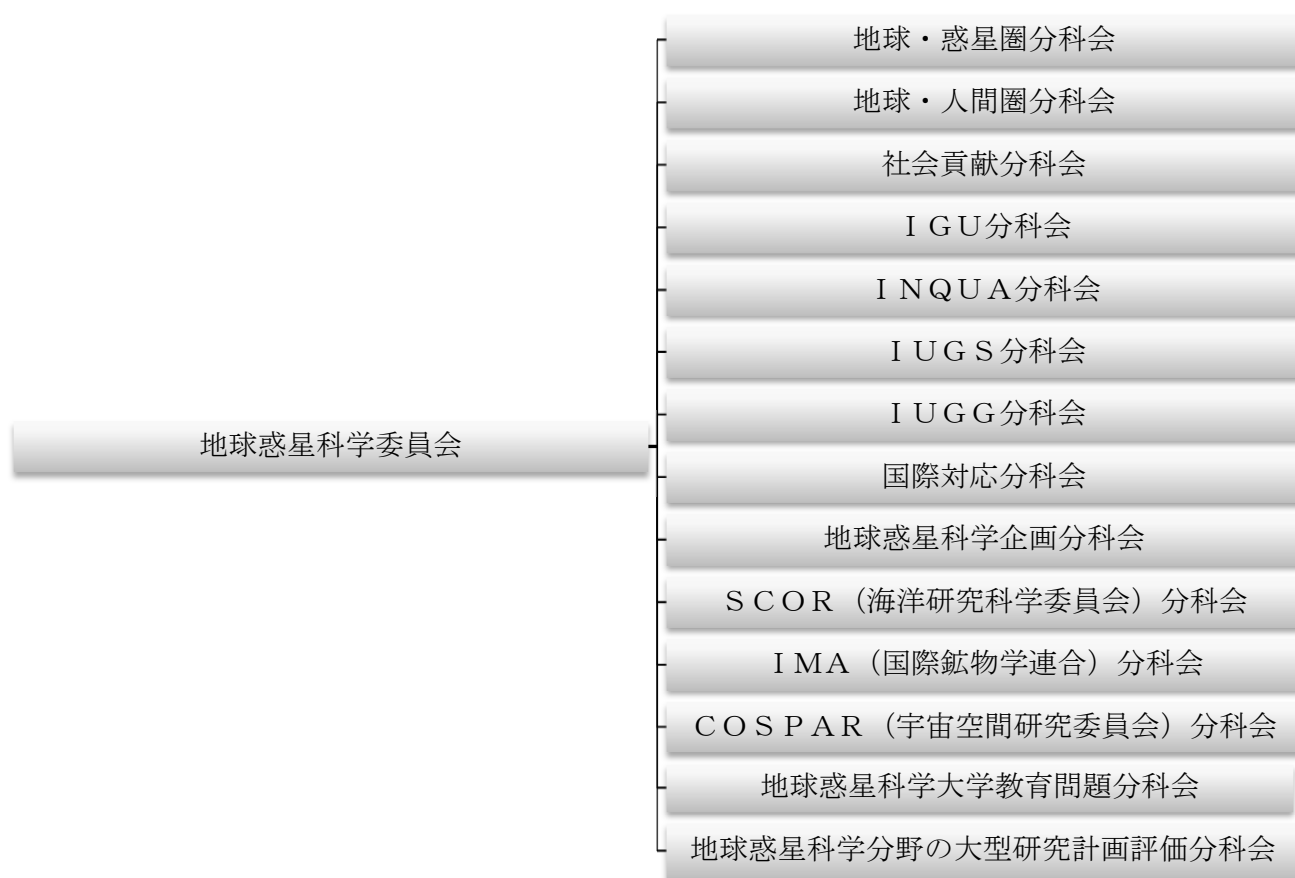 地球・惑星圏分科会
地球・人間圏分科会
社会貢献分科会
ＩＧＵ分科会
ＩＮＱＵＡ分科会
ＩＵＧＳ分科会
ＩＵＧＧ分科会
地球惑星科学委員会
国際対応分科会
地球惑星科学企画分科会
ＳＣＯＲ（海洋研究科学委員会）分科会
ＩＭＡ（国際鉱物学連合）分科会
ＣＯＳＰＡＲ（宇宙空間研究委員会）分科会
地球惑星科学大学教育問題分科会
地球惑星科学分野の大型研究計画評価分科会